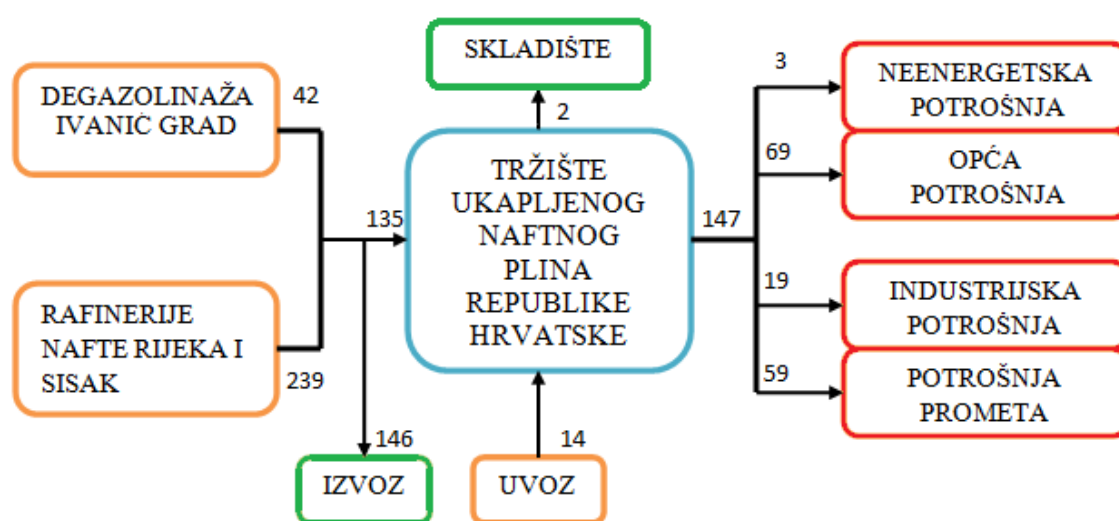 SKLADIŠTE
2
DEGAZOLINAŽA
IVANIĆ GRAD
42
RAFINERIJE
NAFTE RIJEKA I
SISAK
239
135
146
IZVOZ
TRŽIŠTE
UKAPLJENOG
NAFTNOG
PLINA
REPUBLIKE
HRVATSKE
14
UVOZ
147
3
NEENERGETSKA
POTROŠNJA
69
OPĆA
POTROŠNJA
19
INDUSTRIJSKA
POTROŠNJA
59
POTROŠNJA
PROMETA